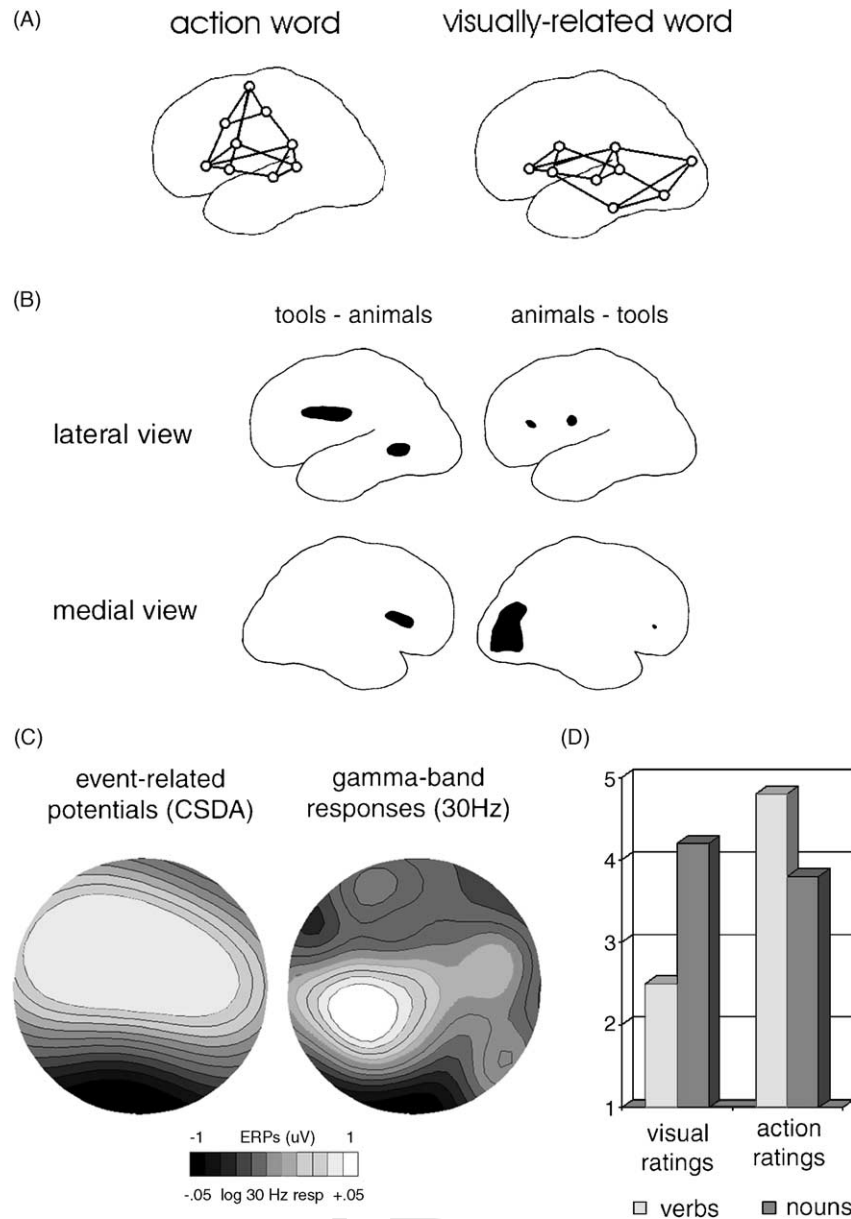 (A)
action word visually-related word
(B)
tools - animals animals - tools
lateral view
medial view
(C)
event-related
potentials (CSDA)
gamma-band
responses (30Hz)
-1 ERPs (uV) 1
-.05 log 30 Hz resp +.05
(D)
5
4
3
2
1
visual
ratings
action
ratings
verbs nouns